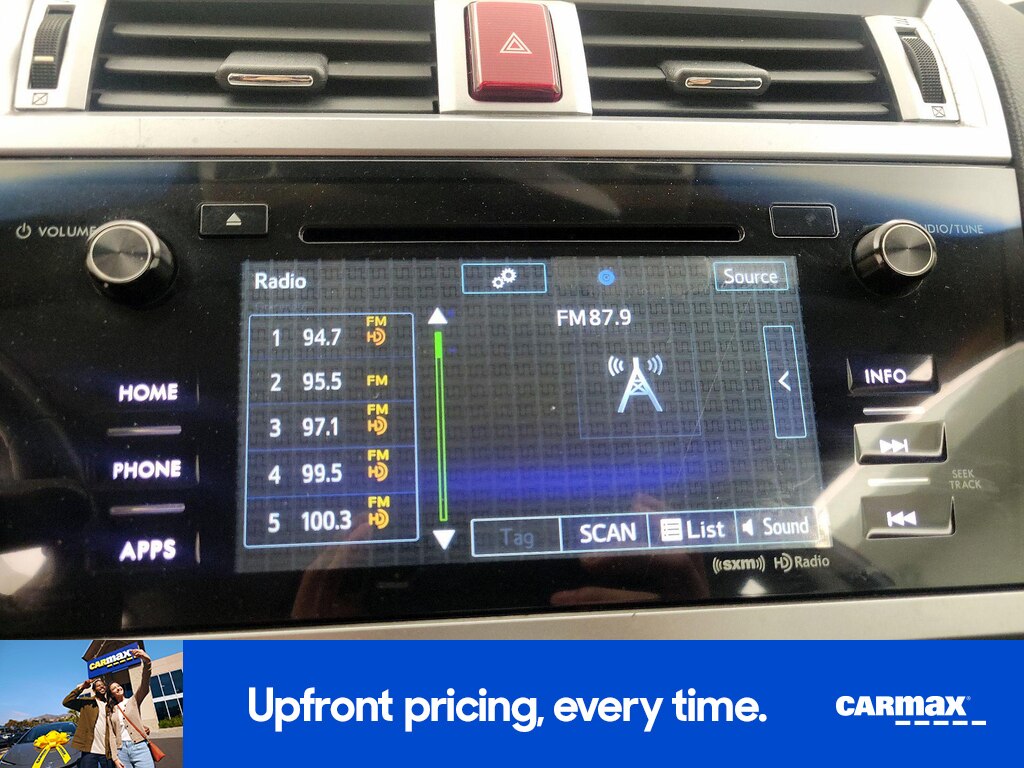 VOLUME
Radio
Source
FM 87.9
1 94.7 FM HD
2 95.5 FM
3 97.1 FM HD
4 99.5 FM HD
5 100.3 FM HD
HOME
PHONE
APPS
INFO
SEEK
TRACK
Tag
SCAN
List
Sound
((sxm)) HD Radio
CARMAX
Upfront pricing, every time.
CARMAX